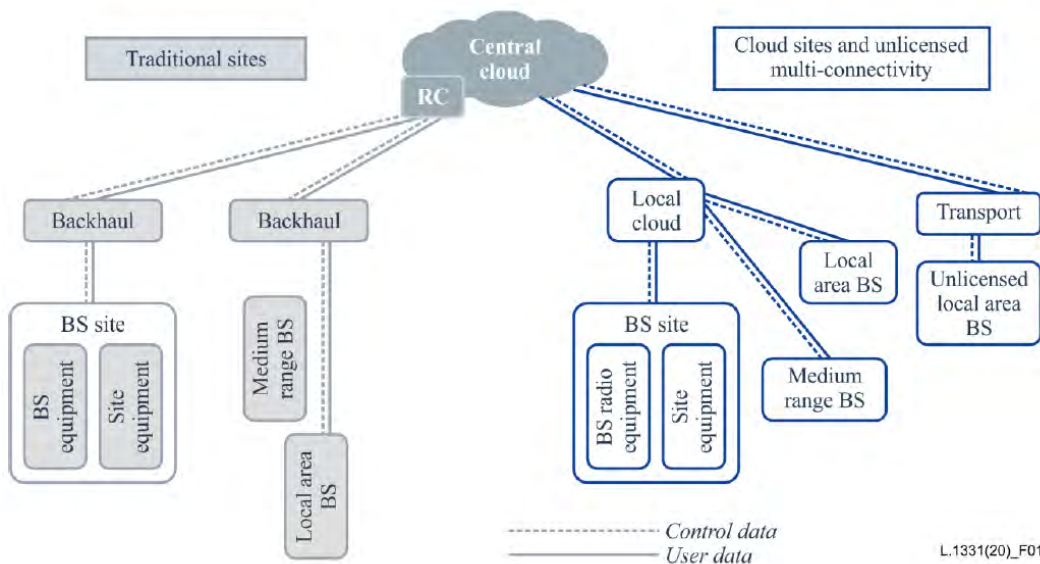 Traditional sites
Central
cloud
RC
Cloud sites and unlicensed
multi-connectivity
Backhaul
Backhaul
Local
cloud
Transport
Local
area BS
Unlicensed
local area
BS
BS site
BS
equipment
Site
equipment
Medium
range BS
Local area
BS
BS site
BS radio
equipment
Site
equipment
Medium
range BS
Control data
User data
L.1331(20)_F01